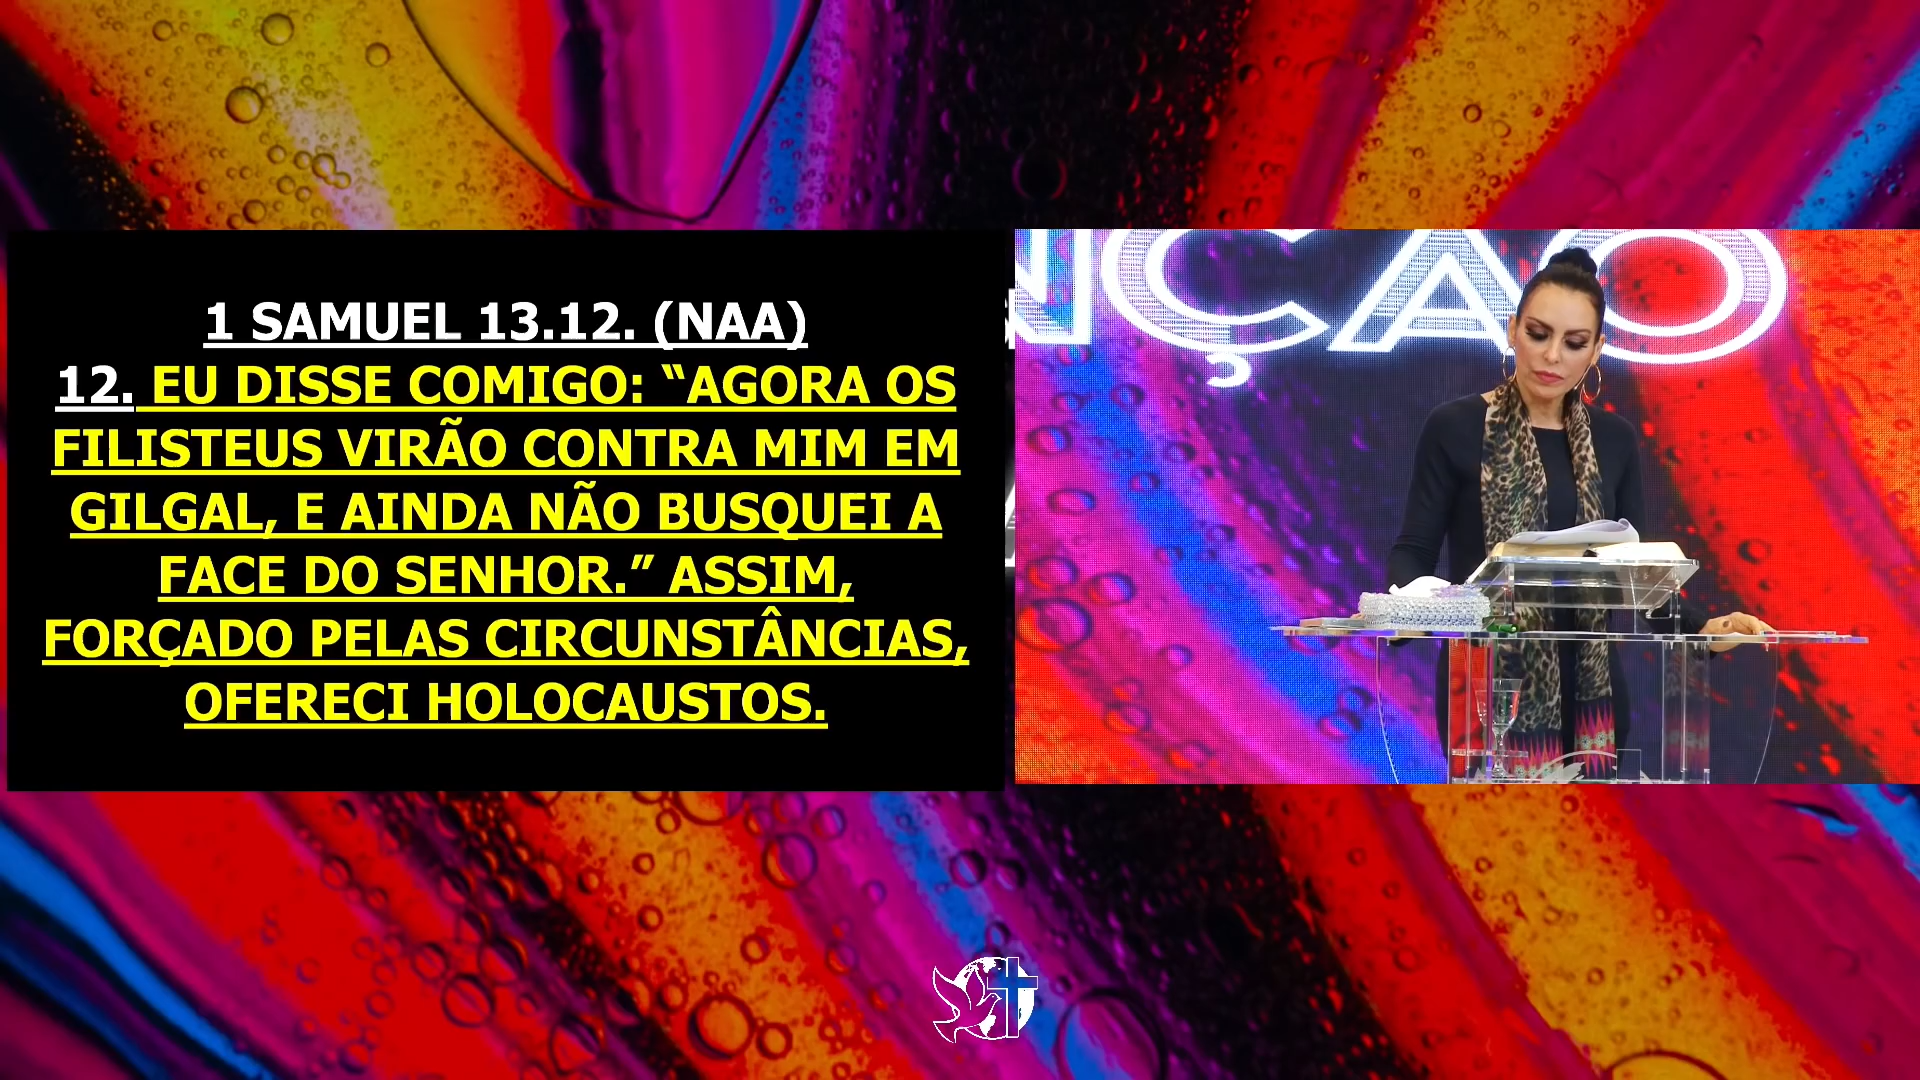 1 SAMUEL 13.12. (NAA)
12. EU DISSE COMIGO: “AGORA OS
FILISTEUS VIRÃO CONTRA MIM EM
GILGAL, E AINDA NÃO BUSQUEI A
FACE DO SENHOR.” ASSIM,
FORÇADO PELAS CIRCUNSTÂNCIAS,
OFERECI HOLOCAUSTOS.
NÇÃO